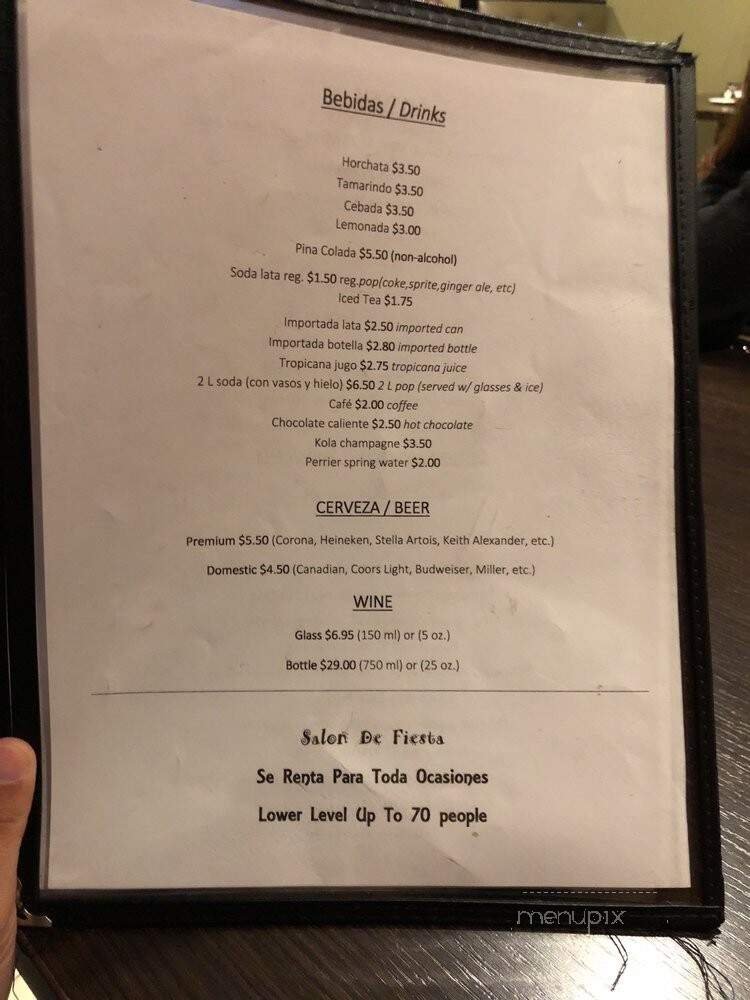 Bebidas / Drinks
Horchata $3.50
Tamarindo $3.50
Cebada $3.50
Lemonada $3.00
Pina Colada $5.50 (non-alcohol)
Soda lata reg. $1.50 reg.pop(coke,sprite,ginger ale, etc)
Iced Tea $1.75
Importada lata $2.50 imported can
Importada botella $2.80 imported bottle
Tropicana jugo $2.75 tropicana juice
2 L soda (con vasos y hielo) $6.50 2 L pop (served w/ glasses & ice)
Café $2.00 coffee
Chocolate caliente $2.50 hot chocolate
Kola champagne $3.50
Perrier spring water $2.00
CERVEZA / BEER
Premium $5.50 (Corona, Heineken, Stella Artois, Keith Alexander, etc.)
Domestic $4.50 (Canadian, Coors Light, Budweiser, Miller, etc.)
WINE
Glass $6.95 (150 ml) or (5 oz.)
Bottle $29.00 (750 ml) or (25 oz.)
Salon De Fiesta
Se Renta Para Toda Ocasiones
Lower Level Up To 70 people
menupix